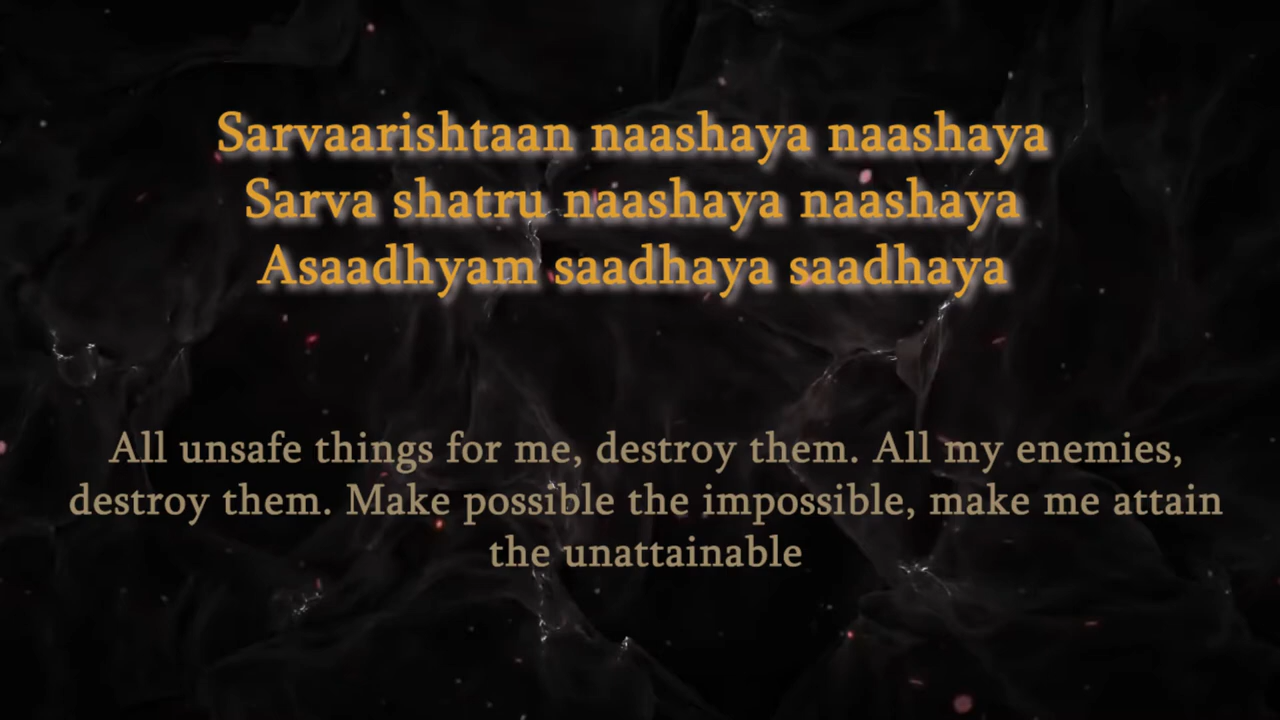 Sarvaarishtaan naashaya naashaya
Sarva shatru naashaya naashaya
Asaadhyam saadhaya saadhaya
All unsafe things for me, destroy them. All my enemies,
destroy them. Make possible the impossible, make me attain
the unattainable